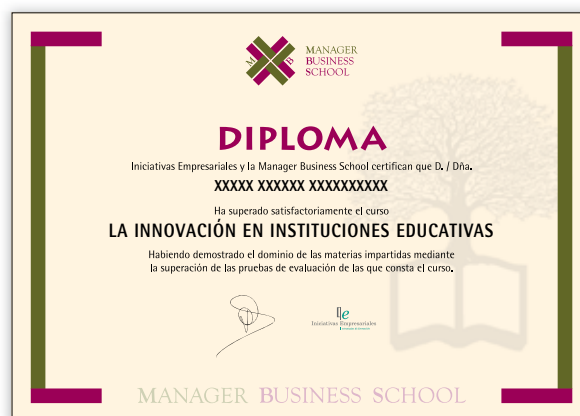 M B
MANAGER
BUSINESS
SCHOOL
DIPLOMA
Iniciativas Empresariales y la Manager Business School certifican que D. / Dña.
XXXXX XXXXXX XXXXXXXXXX
Ha superado satisfactoriamente el curso
LA INNOVACIÓN EN INSTITUCIONES EDUCATIVAS
Habiendo demostrado el dominio de las materias impartidas mediante
la superación de las pruebas de evaluación de las que consta el curso.
Iniciativas Empresariales
MANAGER BUSINESS SCHOOL